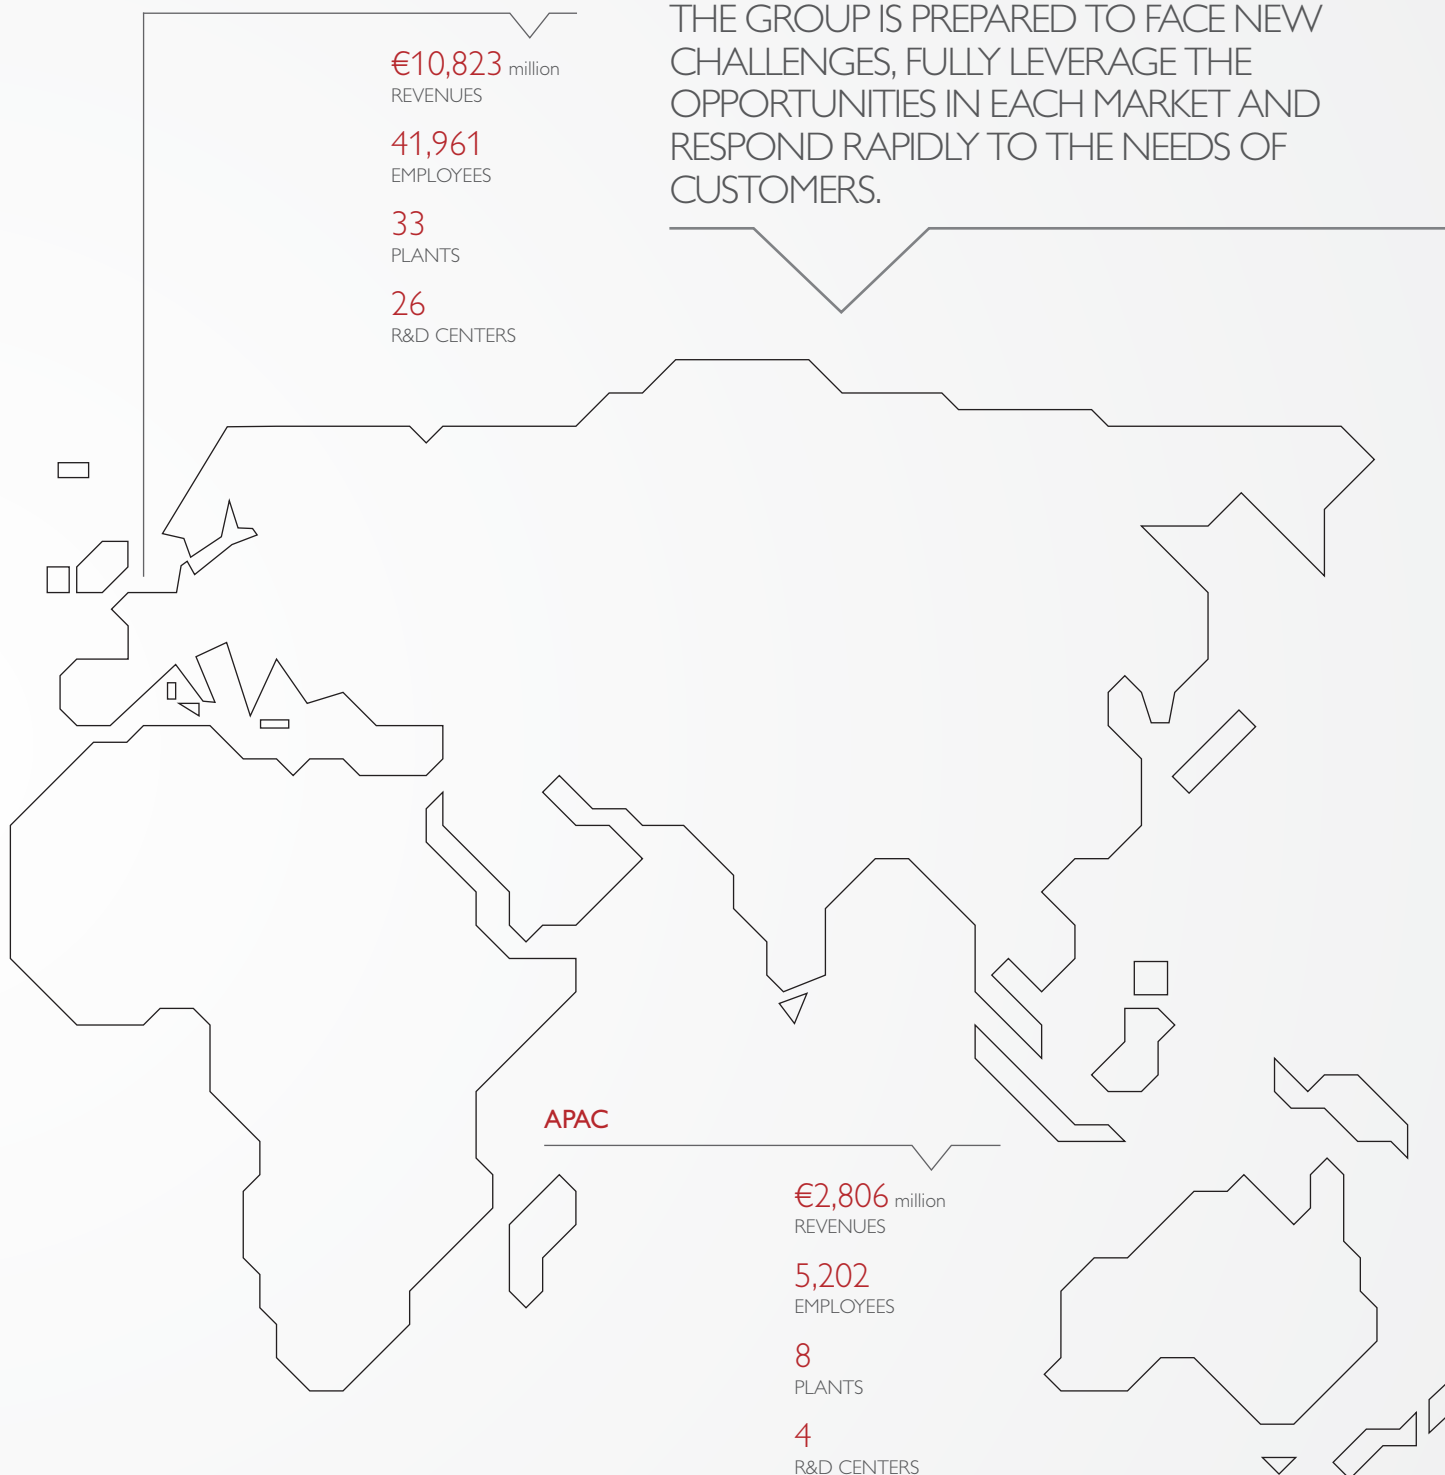 €10,823 million
REVENUES
41,961
EMPLOYEES
33
PLANTS
26
R&D CENTERS
THE GROUP IS PREPARED TO FACE NEW
CHALLENGES, FULLY LEVERAGE THE
OPPORTUNITIES IN EACH MARKET AND
RESPOND RAPIDLY TO THE NEEDS OF
CUSTOMERS.
APAC
€2,806 million
REVENUES
5,202
EMPLOYEES
8
PLANTS
4
R&D CENTERS